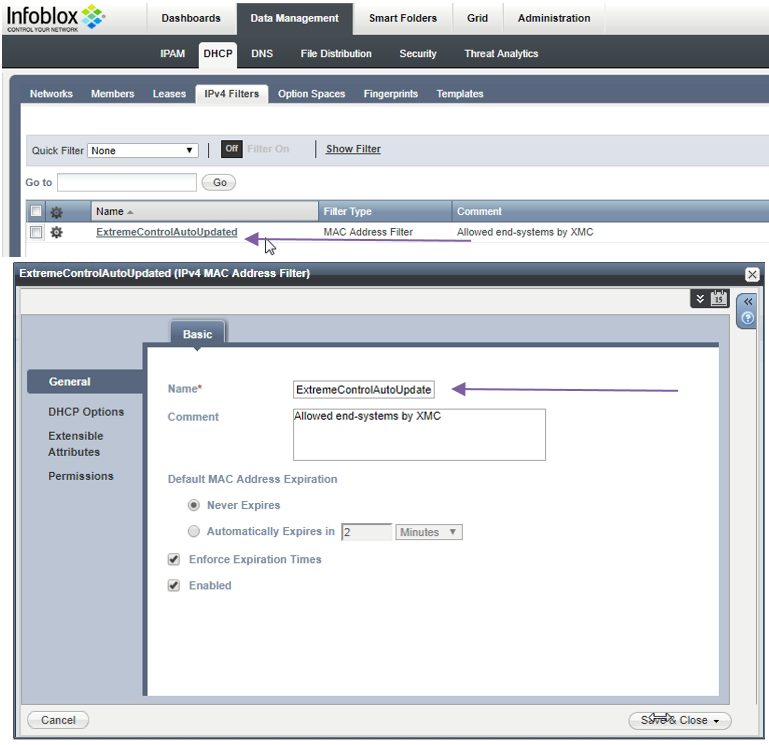 Infoblox
CONTROL YOUR NETWORK
Dashboards Data Management Smart Folders Grid Administration
IPAM DHCP DNS File Distribution Security Threat Analytics
Networks Members Leases IPv4 Filters Option Spaces Fingerprints Templates
Quick Filter None Off Filter On Show Filter
Go to Go
Name Filter Type Comment
ExtremeControlAutoUpdated MAC Address Filter Allowed end-systems by XMC
ExtremeControlAutoUpdated (IPv4 MAC Address Filter)
15
Basic
General
DHCP Options
Extensible
Attributes
Permissions
Name* ExtremeControlAutoUpdate
Comment Allowed end-systems by XMC
Default MAC Address Expiration
Never Expires
Automatically Expires in 2 Minutes
Enforce Expiration Times
Enabled
Cancel Save & Close